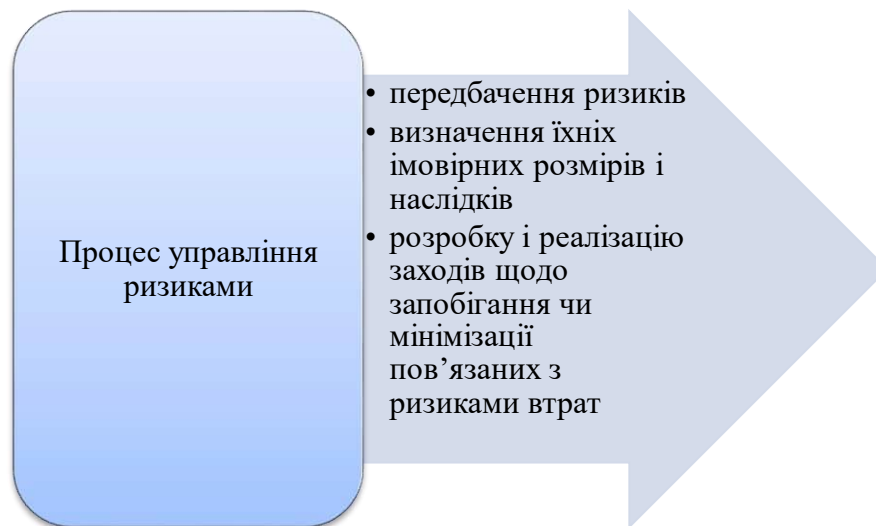 Процес управління
ризиками
• передбачення ризиків
• визначення їхніх
імовірних розмірів і
наслідків
• розробку і реалізацію
заходів щодо
запобігання чи
мінімізації
пов’язаних з
ризиками втрат